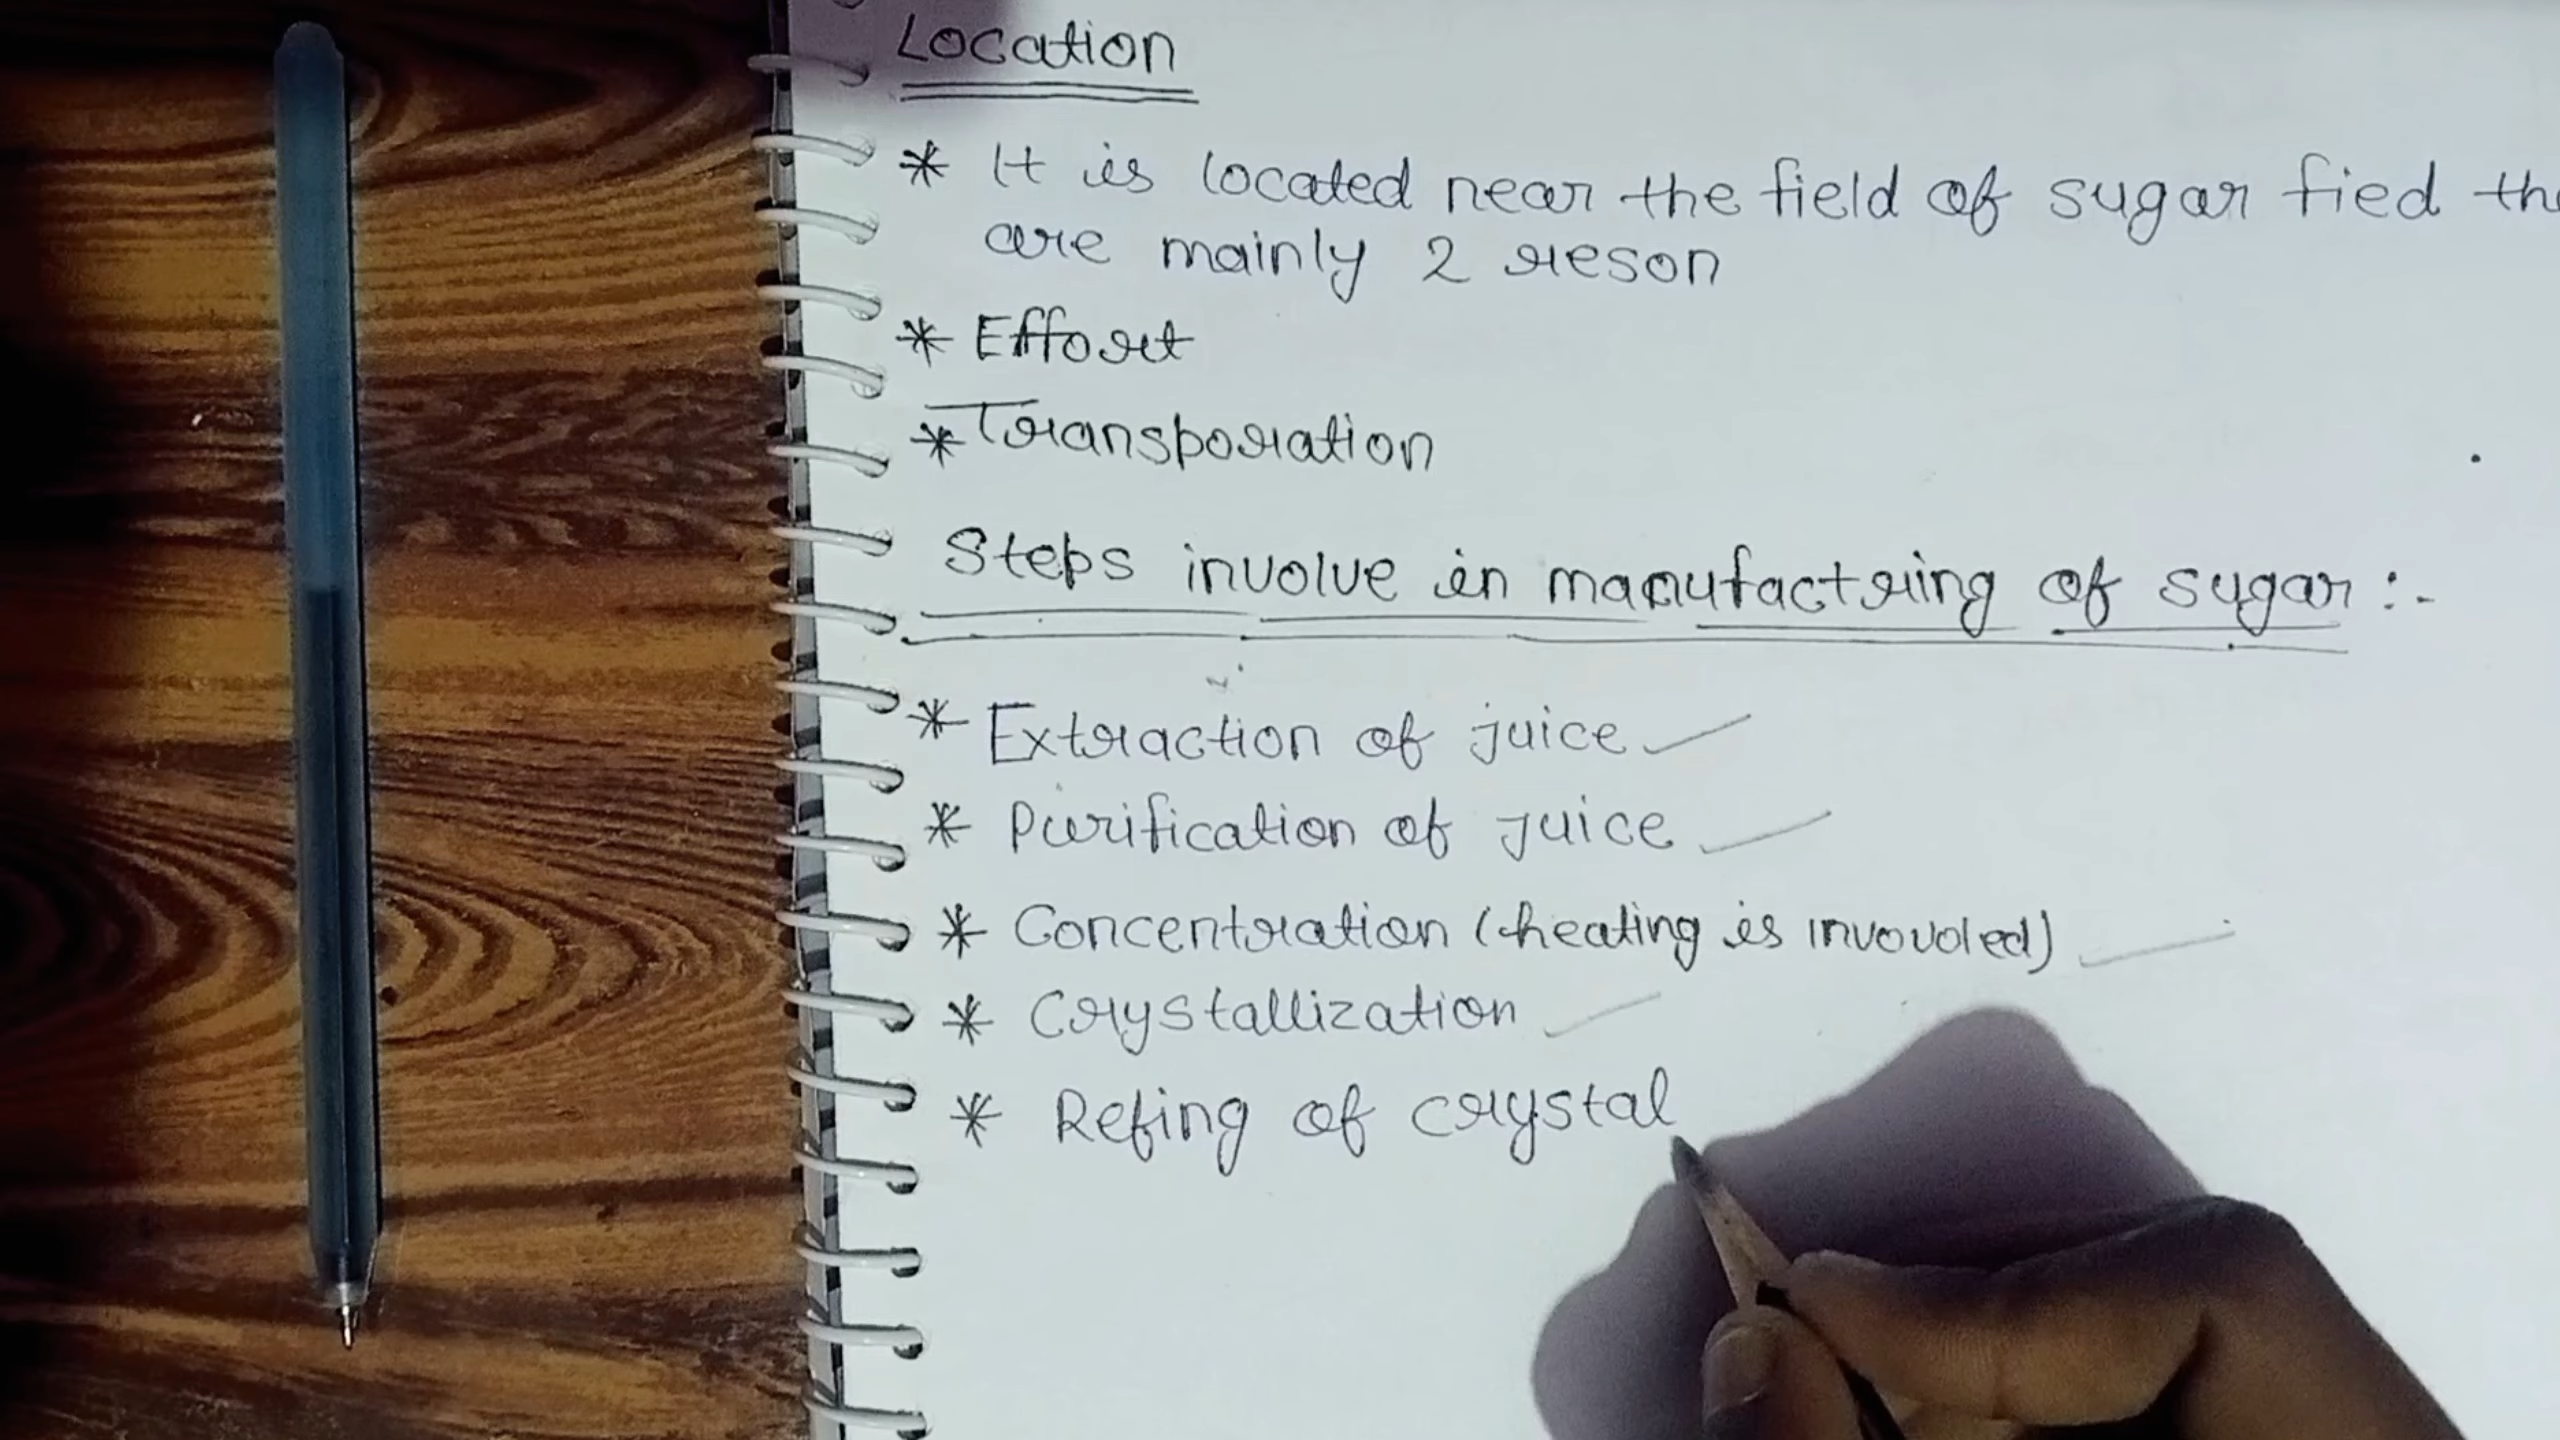 Location
* It is located near the field of sugar fied the
are mainly 2 reson
* Effort
* Transporation
Steps involve in manufactring of sugar :-
* Extraction of juice
* Purification of juice
* Concentration (heating is invovoled)
* Crystallization
* Refing of crystal